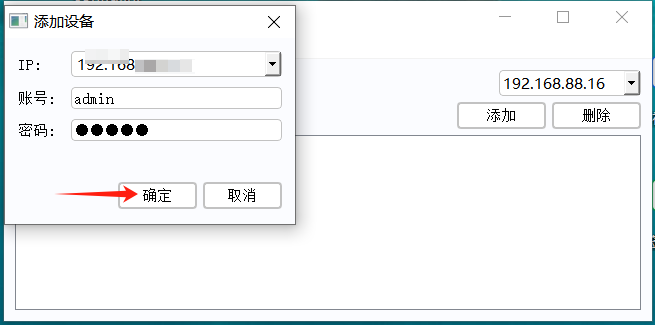 添加设备
IP:
192.168
192.168.88.16
账号:
admin
添加
删除
密码:
●●●●●
确定
取消